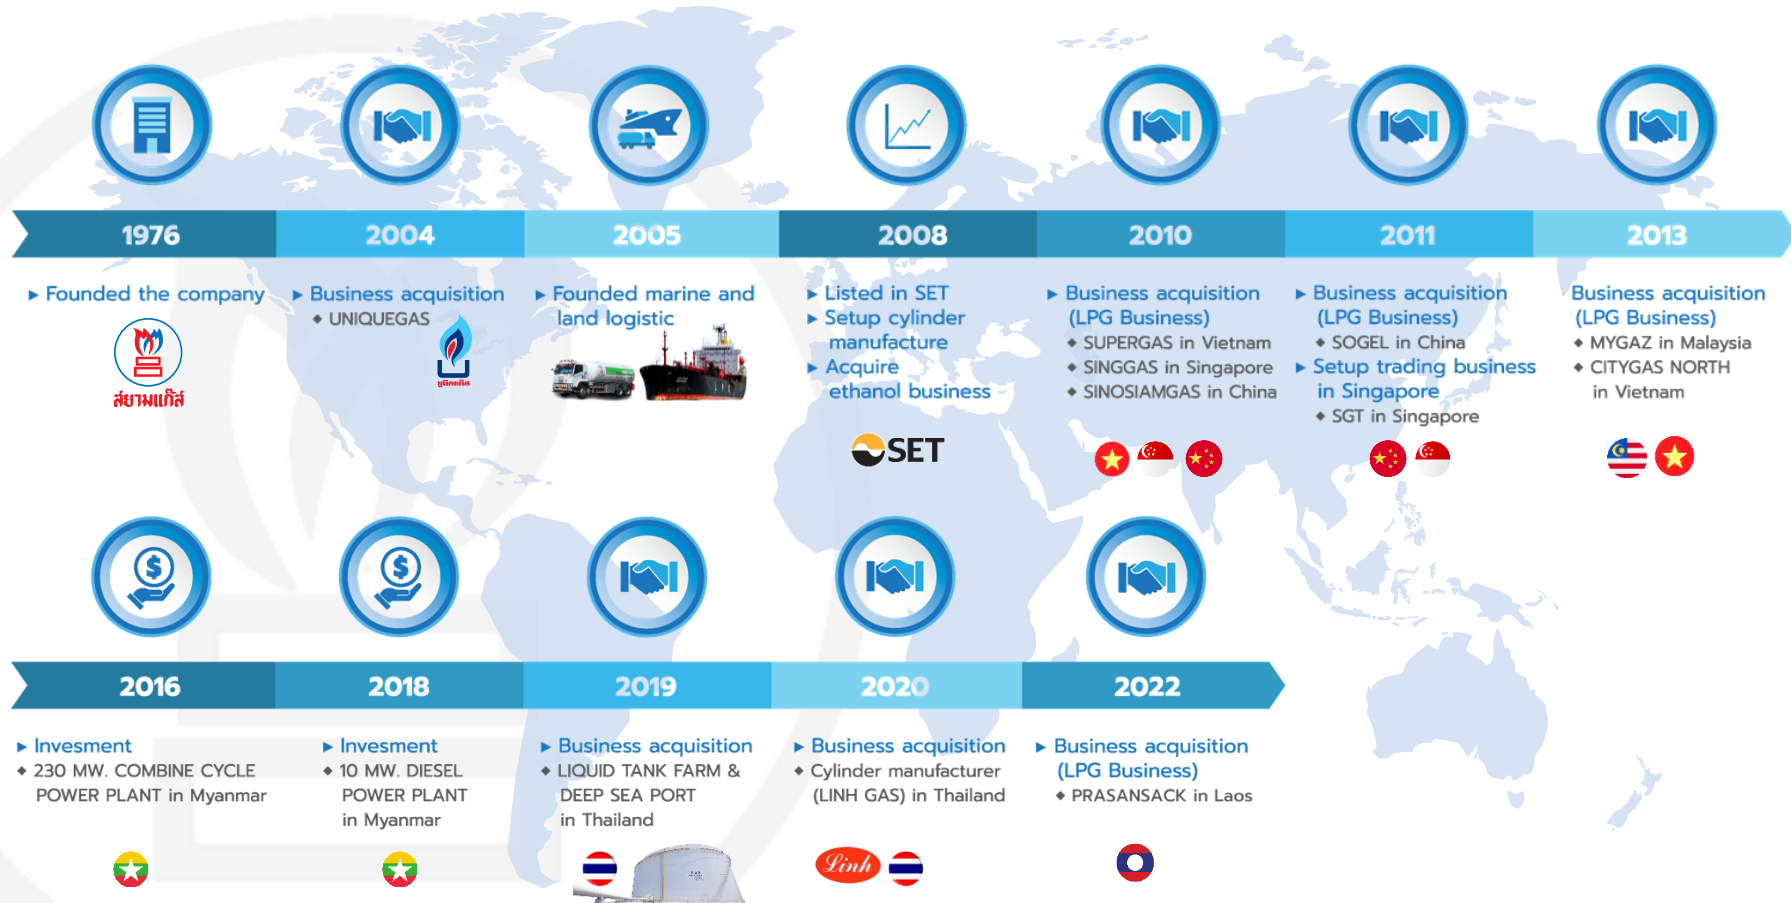 1976
2004
2005
2008
2010
2011
2013
► Founded the company
สยามแก๊ส
► Business acquisition
◆ UNIQUEGAS
ยูนิคแก๊ส
► Founded marine and
land logistic
► Listed in SET
► Setup cylinder
manufacture
► Acquire
ethanol business
SET
► Business acquisition
(LPG Business)
◆ SUPERGAS in Vietnam
◆ SINGGAS in Singapore
◆ SINOSIAMGAS in China
► Business acquisition
(LPG Business)
◆ SOGEL in China
► Setup trading business
in Singapore
◆ SGT in Singapore
Business acquisition
(LPG Business)
◆ MYGAZ in Malaysia
◆ CITYGAS NORTH
in Vietnam
2016
2018
2019
2020
2022
► Invesment
◆ 230 MW. COMBINE CYCLE
POWER PLANT in Myanmar
► Invesment
◆ 10 MW. DIESEL
POWER PLANT
in Myanmar
► Business acquisition
◆ LIQUID TANK FARM &
DEEP SEA PORT
in Thailand
► Business acquisition
◆ Cylinder manufacturer
(LINH GAS) in Thailand
Linh
► Business acquisition
(LPG Business)
◆ PRASANSACK in Laos